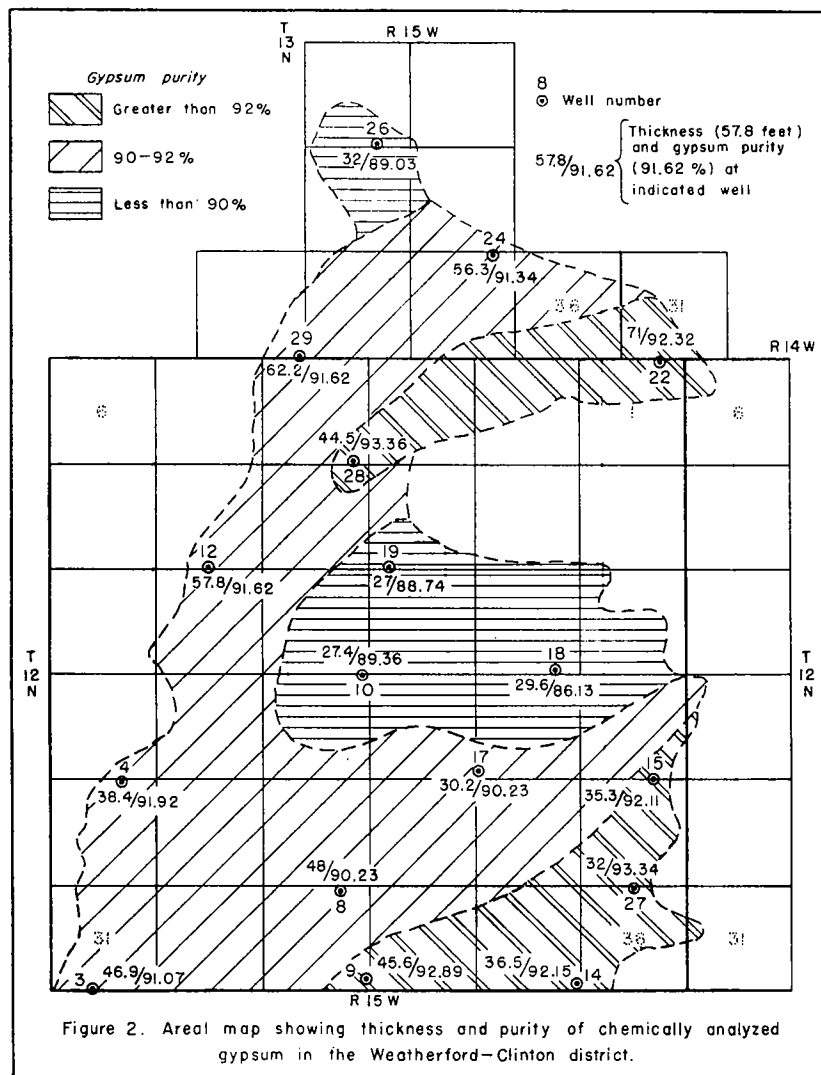 T
13
N
R 15 W
Gypsum purity
Greater than 92%
90-92%
Less than 90%
8
Well number
57.8/91.62
Thickness (57.8 feet)
and gypsum purity
(91.62 %) at
indicated well
26
32/89.03
24
56.3/91.34
36
31
29
62.2/91.62
71/92.32
22
R 14 W
6
1
6
44.5/93.36
28
12
57.8/91.62
19
27/88.74
T
12
N
27.4/89.36
10
18
29.6/86.13
T
12
N
4
38.4/91.92
17
30.2/90.23
15
35.3/92.11
48/90.23
8
32/93.34
27
31
36
31
3
46.9/91.07
9
45.6/92.89
36.5/92.15
14
R 15 W
Figure 2. Areal map showing thickness and purity of chemically analyzed
gypsum in the Weatherford-Clinton district.